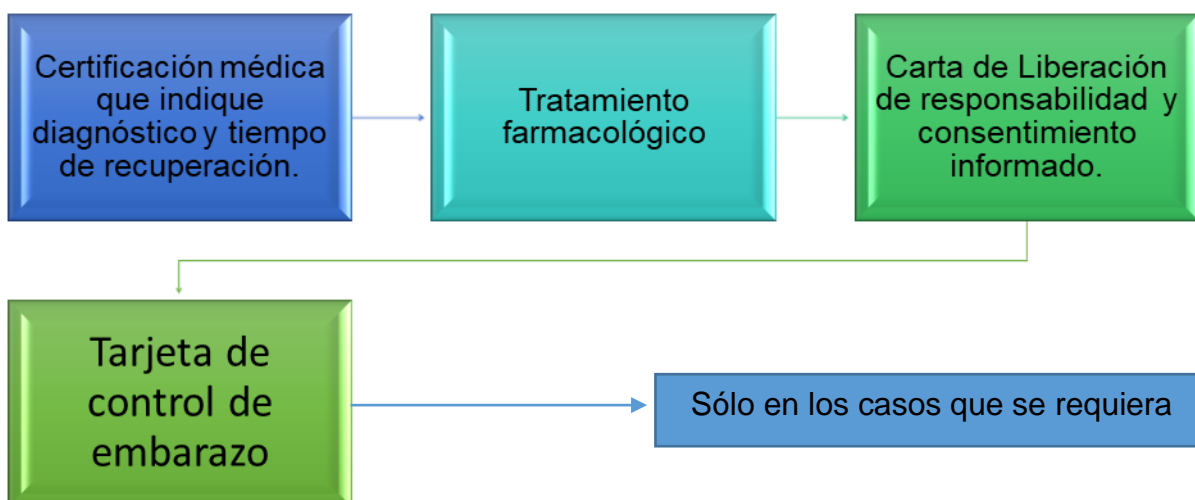 Certificación médica
que indique
diagnóstico y tiempo
de recuperación.
Tratamiento
farmacológico
Carta de Liberación
de responsabilidad y
consentimiento
informado.
Tarjeta de
control de
embarazo
Sólo en los casos que se requiera